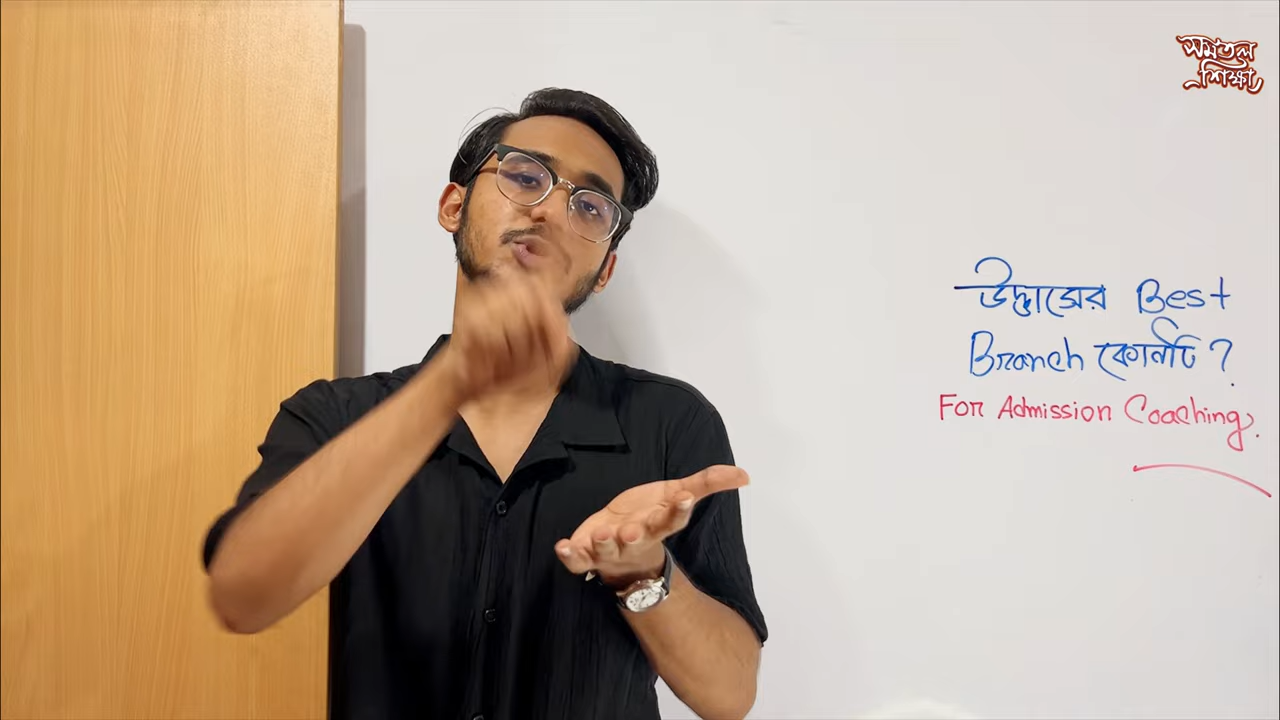 সমতল
শিক্ষা
উদ্ভাসের Best
Branch কোনটি ?
For Admission Coaching.